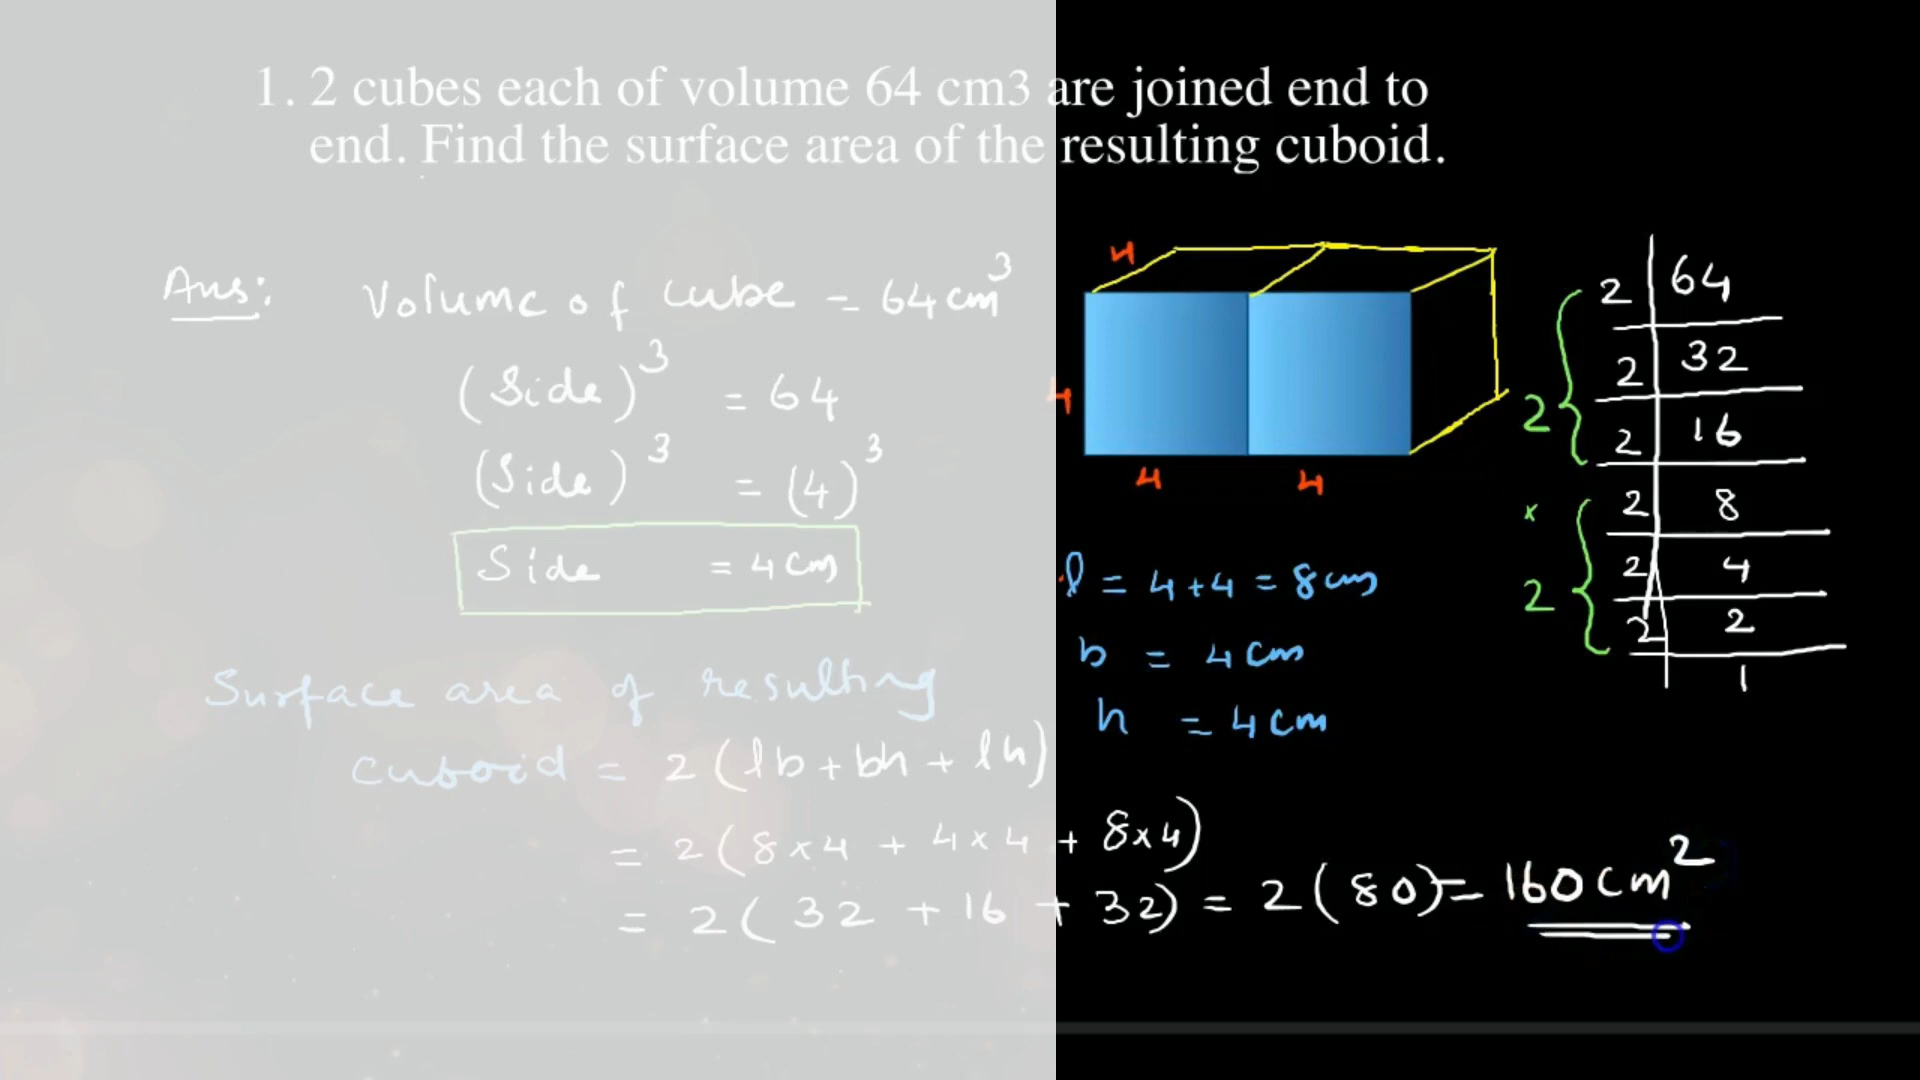 1. 2 cubes each of volume 64 cm3 are joined end to
end. Find the surface area of the resulting cuboid.
Ans: Volume of cube = 64 cm³
(Side)³ = 64
(Side)³ = (4)³
Side = 4 cm
Surface area of resulting
cuboid = 2 (lb + bh + lh)
= 2 (8×4 + 4×4 + 8×4)
= 2 ( 32 + 16 + 32) = 2 ( 80) = 160 cm²
4
4
4 4
l = 4+4 = 8 cm
b = 4 cm
h = 4 cm
2 64
2 32
2
2 16
×
2 8
2
2 4
2 2
1